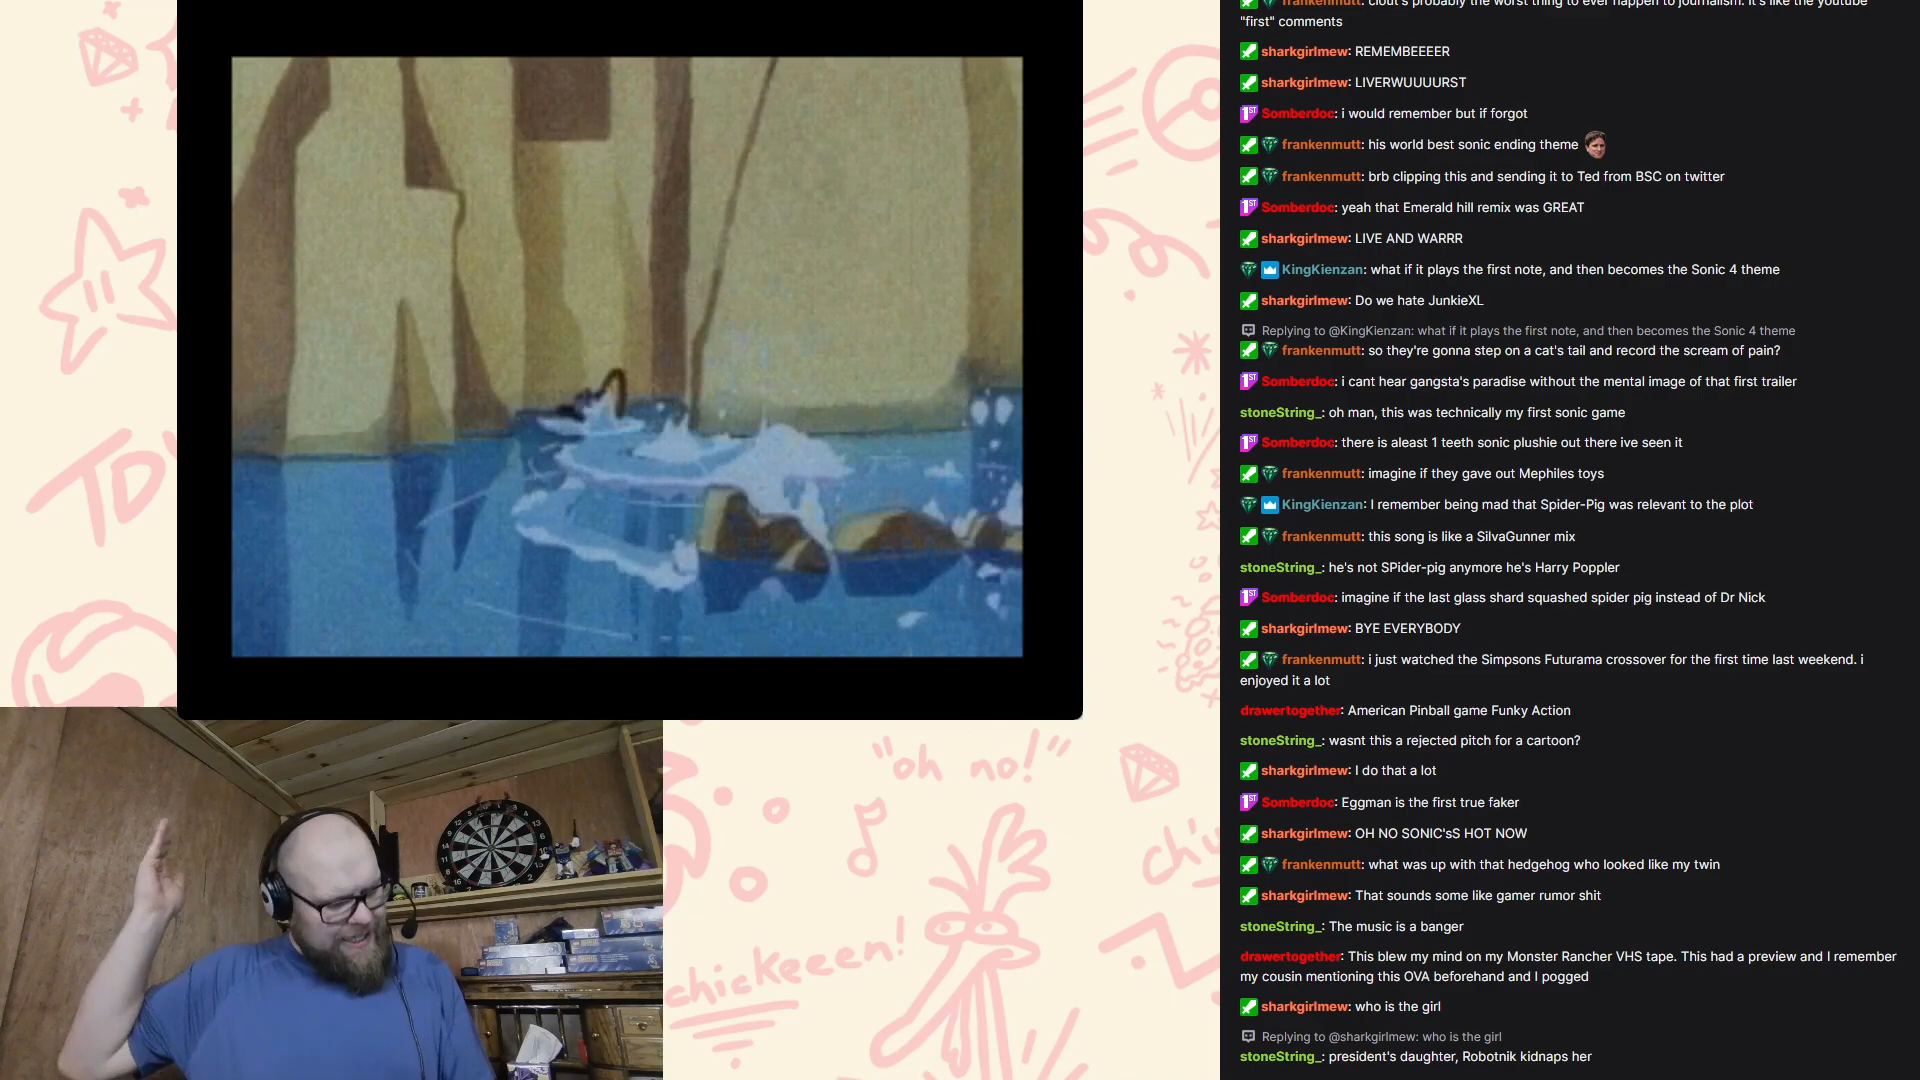 frankenmutt: clout's probably the worst thing to ever happen to journalism. it's like the youtube
"first" comments
sharkgirlmew: REMEMBEEEER
sharkgirlmew: LIVERWUUUURST
Somberdoc: i would remember but if forgot
frankenmutt: his world best sonic ending theme
frankenmutt: brb clipping this and sending it to Ted from BSC on twitter
Somberdoc: yeah that Emerald hill remix was GREAT
sharkgirlmew: LIVE AND WARRR
KingKienzan: what if it plays the first note, and then becomes the Sonic 4 theme
sharkgirlmew: Do we hate JunkieXL
Replying to @KingKienzan: what if it plays the first note, and then becomes the Sonic 4 theme
frankenmutt: so they're gonna step on a cat's tail and record the scream of pain?
Somberdoc: i cant hear gangsta's paradise without the mental image of that first trailer
stoneString_: oh man, this was technically my first sonic game
Somberdoc: there is aleast 1 teeth sonic plushie out there ive seen it
frankenmutt: imagine if they gave out Mephiles toys
KingKienzan: I remember being mad that Spider-Pig was relevant to the plot
frankenmutt: this song is like a SilvaGunner mix
stoneString_: he's not SPider-pig anymore he's Harry Poppler
Somberdoc: imagine if the last glass shard squashed spider pig instead of Dr Nick
sharkgirlmew: BYE EVERYBODY
frankenmutt: i just watched the Simpsons Futurama crossover for the first time last weekend. i
enjoyed it a lot
drawertogether: American Pinball game Funky Action
stoneString_: wasnt this a rejected pitch for a cartoon?
sharkgirlmew: I do that a lot
Somberdoc: Eggman is the first true faker
sharkgirlmew: OH NO SONIC'sS HOT NOW
frankenmutt: what was up with that hedgehog who looked like my twin
sharkgirlmew: That sounds some like gamer rumor shit
stoneString_: The music is a banger
drawertogether: This blew my mind on my Monster Rancher VHS tape. This had a preview and I remember
my cousin mentioning this OVA beforehand and I pogged
sharkgirlmew: who is the girl
Replying to @sharkgirlmew: who is the girl
stoneString_: president's daughter, Robotnik kidnaps her
"oh no!"
chickeeen!